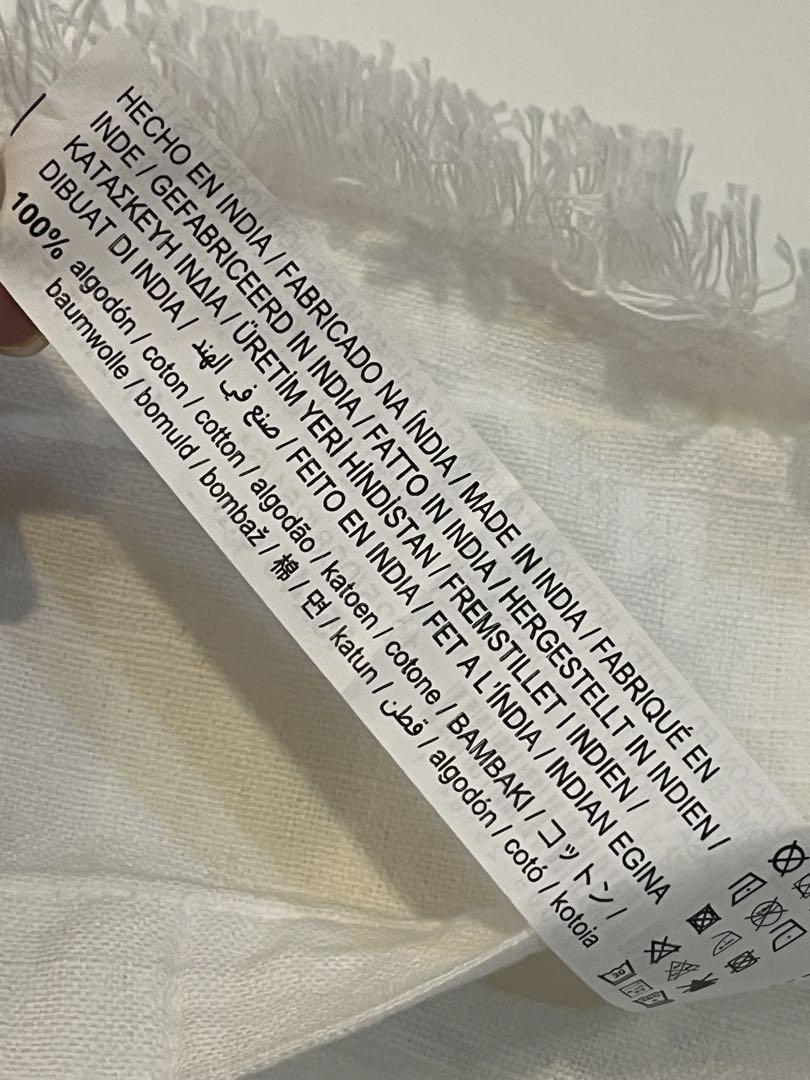 HECHO EN INDIA / FABRICADO NA ÍNDIA / MADE IN INDIA / FABRIQUÉ EN
INDE / GEFABRICEERD IN INDIA / FATTO IN INDIA / HERGESTELLT IN INDIEN /
ΚΑΤΑΣΚΕΥΗ ΙΝΔΙΑ / ÜRETİM YERİ HİNDİSTAN / FREMSTILLET I INDIEN /
DIBUAT DI INDIA / صنع في الهند / FEITO EN INDIA / FET A L'ÍNDIA / INDIAN EGINA
100% algodón / coton / cotton / algodão / katoen / cotone / ΒΑΜΒΑΚΙ / コットン /
baumwolle / bomuld / bombaž / 棉 / 면 / katun / قطن / algodón / cotó / kotoia